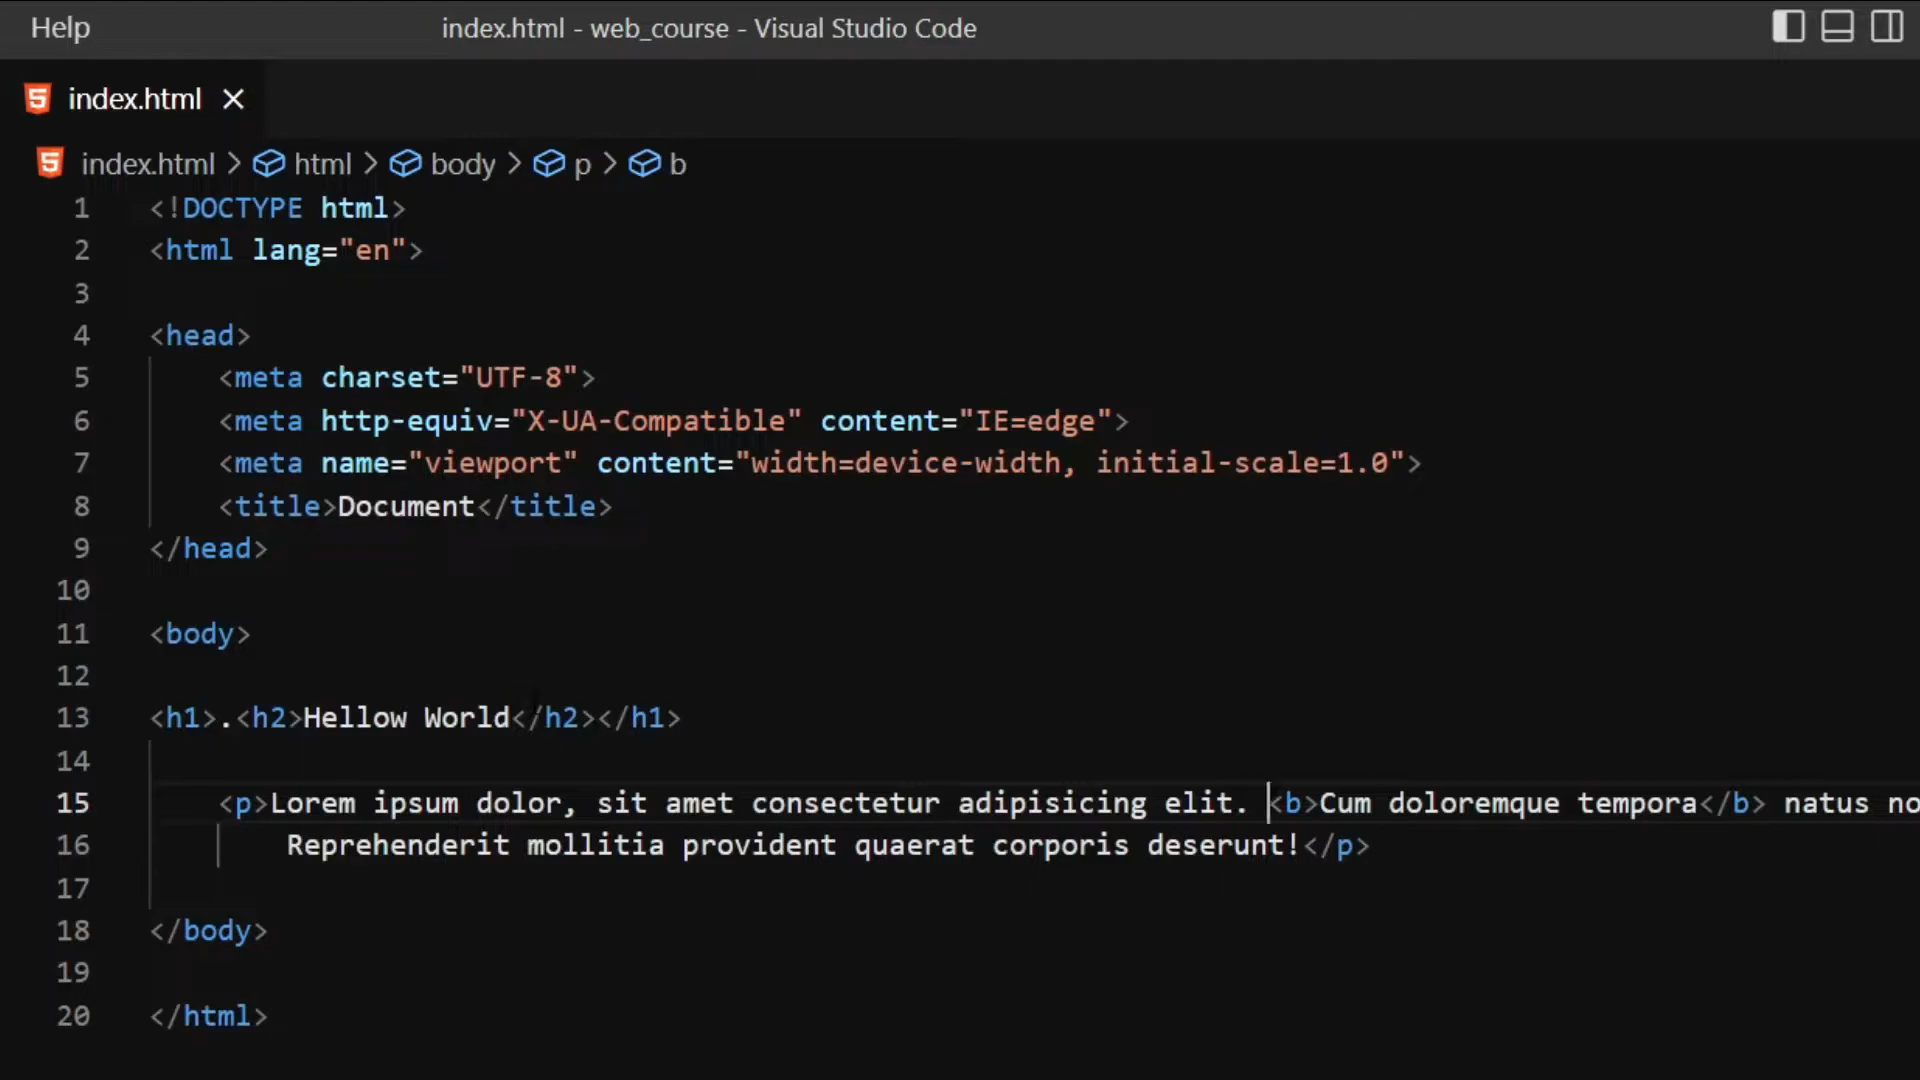 Help
index.html - web_course - Visual Studio Code
index.html
index.html > html > body > p > b
1 <!DOCTYPE html>
2 <html lang="en">
3
4 <head>
5 <meta charset="UTF-8">
6 <meta http-equiv="X-UA-Compatible" content="IE=edge">
7 <meta name="viewport" content="width=device-width, initial-scale=1.0">
8 <title>Document</title>
9 </head>
10
11 <body>
12
13 <h1>.<h2>Hellow World</h2></h1>
14
15 <p>Lorem ipsum dolor, sit amet consectetur adipisicing elit. <b>Cum doloremque tempora</b> natus no
16 Reprehenderit mollitia provident quaerat corporis deserunt!</p>
17
18 </body>
19
20 </html>